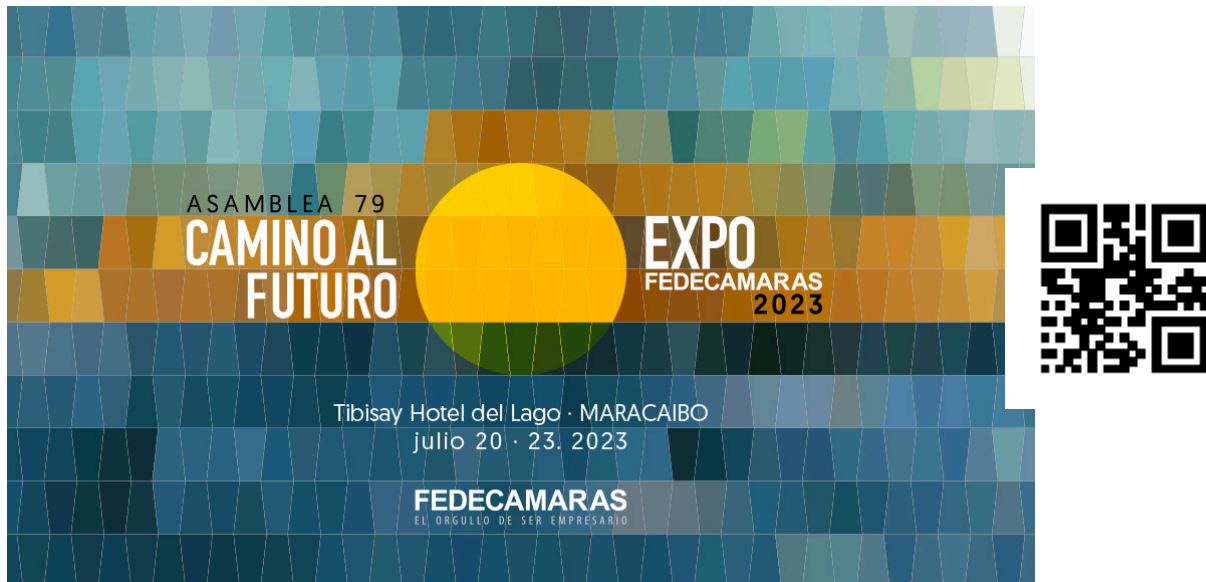 ASAMBLEA 79
CAMINO AL
FUTURO
EXPO
FEDECAMARAS
2023
Tibisay Hotel del Lago · MARACAIBO
julio 20 · 23. 2023
FEDECAMARAS
EL ORGULLO DE SER EMPRESARIO